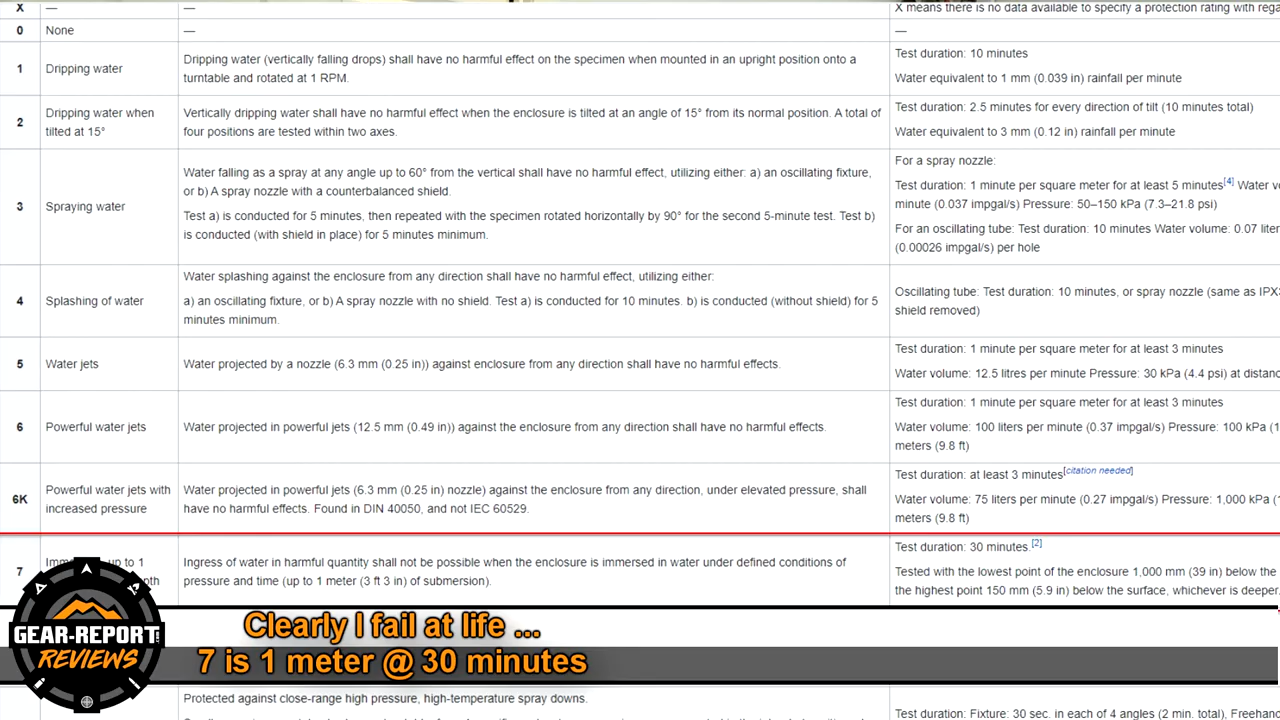 X — — X means there is no data available to specify a protection rating with rega
0 None — —
1 Dripping water
Dripping water (vertically falling drops) shall have no harmful effect on the specimen when mounted in an upright position onto a
turntable and rotated at 1 RPM.
Test duration: 10 minutes
Water equivalent to 1 mm (0.039 in) rainfall per minute
2 Dripping water when
tilted at 15°
Vertically dripping water shall have no harmful effect when the enclosure is tilted at an angle of 15° from its normal position. A total of
four positions are tested within two axes.
Test duration: 2.5 minutes for every direction of tilt (10 minutes total)
Water equivalent to 3 mm (0.12 in) rainfall per minute
3 Spraying water
Water falling as a spray at any angle up to 60° from the vertical shall have no harmful effect, utilizing either: a) an oscillating fixture,
or b) A spray nozzle with a counterbalanced shield.
Test a) is conducted for 5 minutes, then repeated with the specimen rotated horizontally by 90° for the second 5-minute test. Test b)
is conducted (with shield in place) for 5 minutes minimum.
For a spray nozzle:
Test duration: 1 minute per square meter for at least 5 minutes[4] Water vo
minute (0.037 impgal/s) Pressure: 50–150 kPa (7.3–21.8 psi)
For an oscillating tube: Test duration: 10 minutes Water volume: 0.07 liter
(0.00026 impgal/s) per hole
4 Splashing of water
Water splashing against the enclosure from any direction shall have no harmful effect, utilizing either:
a) an oscillating fixture, or b) A spray nozzle with no shield. Test a) is conducted for 10 minutes. b) is conducted (without shield) for 5
minutes minimum.
Oscillating tube: Test duration: 10 minutes, or spray nozzle (same as IPX3
shield removed)
5 Water jets
Water projected by a nozzle (6.3 mm (0.25 in)) against enclosure from any direction shall have no harmful effects.
Test duration: 1 minute per square meter for at least 3 minutes
Water volume: 12.5 litres per minute Pressure: 30 kPa (4.4 psi) at distanc
6 Powerful water jets
Water projected in powerful jets (12.5 mm (0.49 in)) against the enclosure from any direction shall have no harmful effects.
Test duration: 1 minute per square meter for at least 3 minutes
Water volume: 100 liters per minute (0.37 impgal/s) Pressure: 100 kPa (1
meters (9.8 ft)
6K Powerful water jets with
increased pressure
Water projected in powerful jets (6.3 mm (0.25 in) nozzle) against the enclosure from any direction, under elevated pressure, shall
have no harmful effects. Found in DIN 40050, and not IEC 60529.
Test duration: at least 3 minutes[citation needed]
Water volume: 75 liters per minute (0.27 impgal/s) Pressure: 1,000 kPa (1
meters (9.8 ft)
7 up to 1
Ingress of water in harmful quantity shall not be possible when the enclosure is immersed in water under defined conditions of
pressure and time (up to 1 meter (3 ft 3 in) of submersion).
Test duration: 30 minutes.[2]
Tested with the lowest point of the enclosure 1,000 mm (39 in) below the
the highest point 150 mm (5.9 in) below the surface, whichever is deeper.
GEAR-REPORT
REVIEWS
Clearly I fail at life ...
7 is 1 meter @ 30 minutes
Protected against close-range high pressure, high-temperature spray downs.
Test duration: Fixture: 30 sec. in each of 4 angles (2 min. total), Freehand